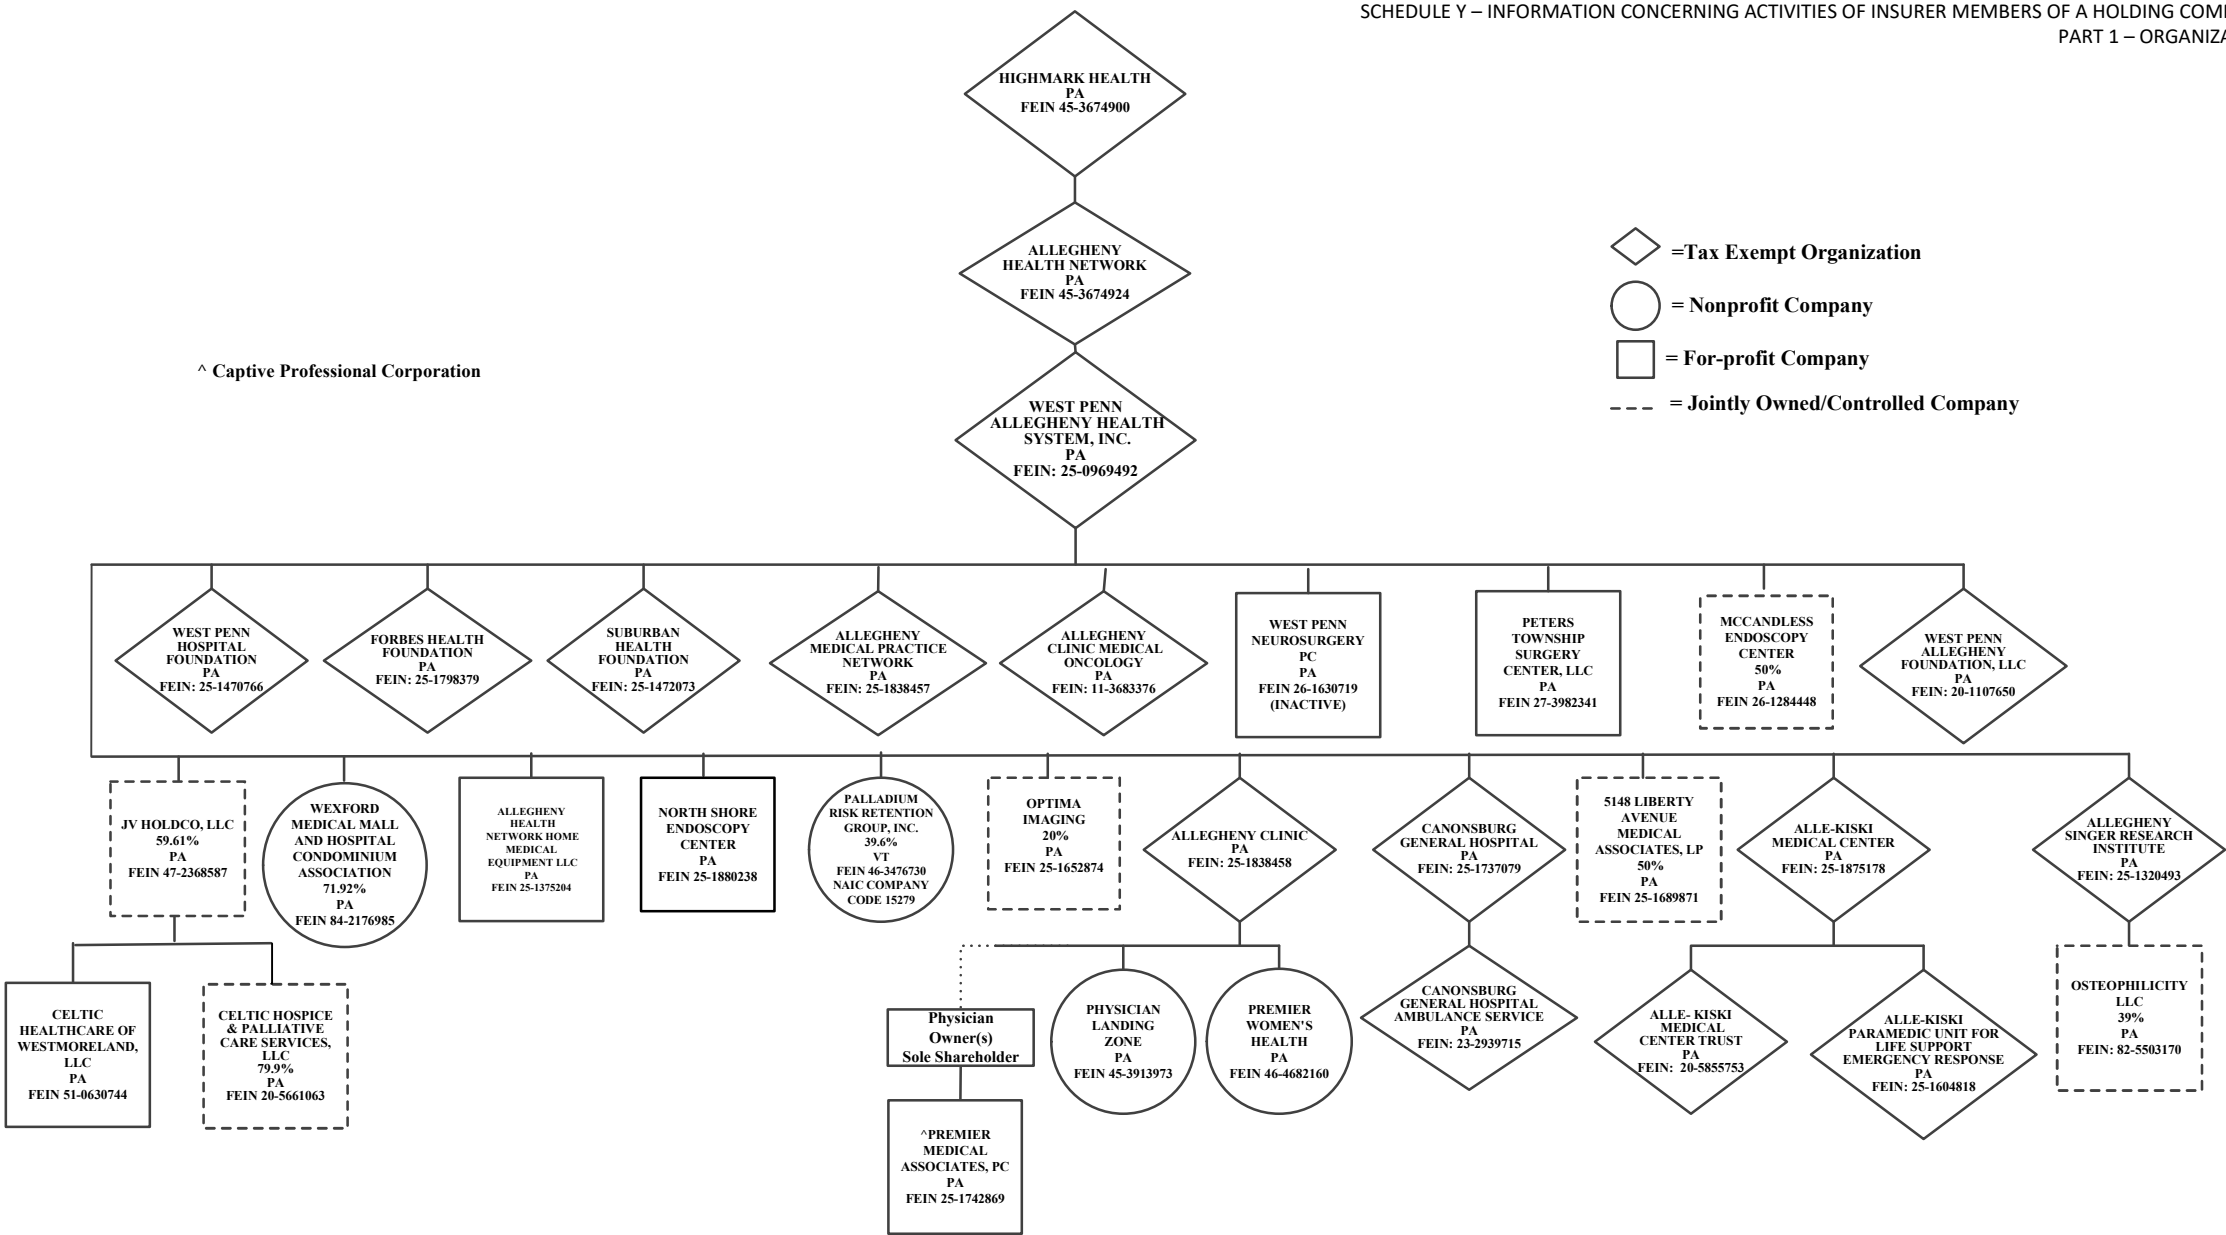 SCHEDULE Y – INFORMATION CONCERNING ACTIVITIES OF INSURER MEMBERS OF A HOLDING COM
PART 1 – ORGANIZA
HIGHMARK HEALTH
PA
FEIN 45-3674900
ALLEGHENY
HEALTH NETWORK
PA
FEIN 45-3674924
=Tax Exempt Organization
= Nonprofit Company
= For-profit Company
= Jointly Owned/Controlled Company
^ Captive Professional Corporation
WEST PENN
ALLEGHENY HEALTH
SYSTEM, INC.
PA
FEIN: 25-0969492
WEST PENN
HOSPITAL
FOUNDATION
PA
FEIN: 25-1470766
FORBES HEALTH
FOUNDATION
PA
FEIN: 25-1798379
SUBURBAN
HEALTH
FOUNDATION
PA
FEIN: 25-1472073
ALLEGHENY
MEDICAL PRACTICE
NETWORK
PA
FEIN: 25-1838457
ALLEGHENY
CLINIC MEDICAL
ONCOLOGY
PA
FEIN: 11-3683376
WEST PENN
NEUROSURGERY
PC
PA
FEIN 26-1630719
(INACTIVE)
PETERS
TOWNSHIP
SURGERY
CENTER, LLC
PA
FEIN 27-3982341
MCCANDLESS
ENDOSCOPY
CENTER
50%
PA
FEIN 26-1284448
WEST PENN
ALLEGHENY
FOUNDATION, LLC
PA
FEIN: 20-1107650
JV HOLDCO, LLC
59.61%
PA
FEIN 47-2368587
WEXFORD
MEDICAL MALL
AND HOSPITAL
CONDOMINIUM
ASSOCIATION
71.92%
PA
FEIN 84-2176985
ALLEGHENY
HEALTH
NETWORK HOME
MEDICAL
EQUIPMENT LLC
PA
FEIN 25-1375204
NORTH SHORE
ENDOSCOPY
CENTER
PA
FEIN 25-1880238
PALLADIUM
RISK RETENTION
GROUP, INC.
39.6%
VT
FEIN 46-3476730
NAIC COMPANY
CODE 15279
OPTIMA
IMAGING
20%
PA
FEIN 25-1652874
ALLEGHENY CLINIC
PA
FEIN: 25-1838458
CANONSBURG
GENERAL HOSPITAL
PA
FEIN: 25-1737079
5148 LIBERTY
AVENUE
MEDICAL
ASSOCIATES, LP
50%
PA
FEIN 25-1689871
ALLE-KISKI
MEDICAL CENTER
PA
FEIN: 25-1875178
ALLEGHENY
SINGER RESEARCH
INSTITUTE
PA
FEIN: 25-1320493
CELTIC
HEALTHCARE OF
WESTMORELAND,
LLC
PA
FEIN 51-0630744
CELTIC HOSPICE
& PALLIATIVE
CARE SERVICES,
LLC
79.9%
PA
FEIN 20-5661063
Physician
Owner(s)
Sole Shareholder
^PREMIER
MEDICAL
ASSOCIATES, PC
PA
FEIN 25-1742869
PHYSICIAN
LANDING
ZONE
PA
FEIN 45-3913973
PREMIER
WOMEN'S
HEALTH
PA
FEIN 46-4682160
CANONSBURG
GENERAL HOSPITAL
AMBULANCE SERVICE
PA
FEIN: 23-2939715
ALLE- KISKI
MEDICAL
CENTER TRUST
PA
FEIN: 20-5855753
ALLE-KISKI
PARAMEDIC UNIT FOR
LIFE SUPPORT
EMERGENCY RESPONSE
PA
FEIN: 25-1604818
OSTEOPHILICITY
LLC
39%
PA
FEIN: 82-5503170